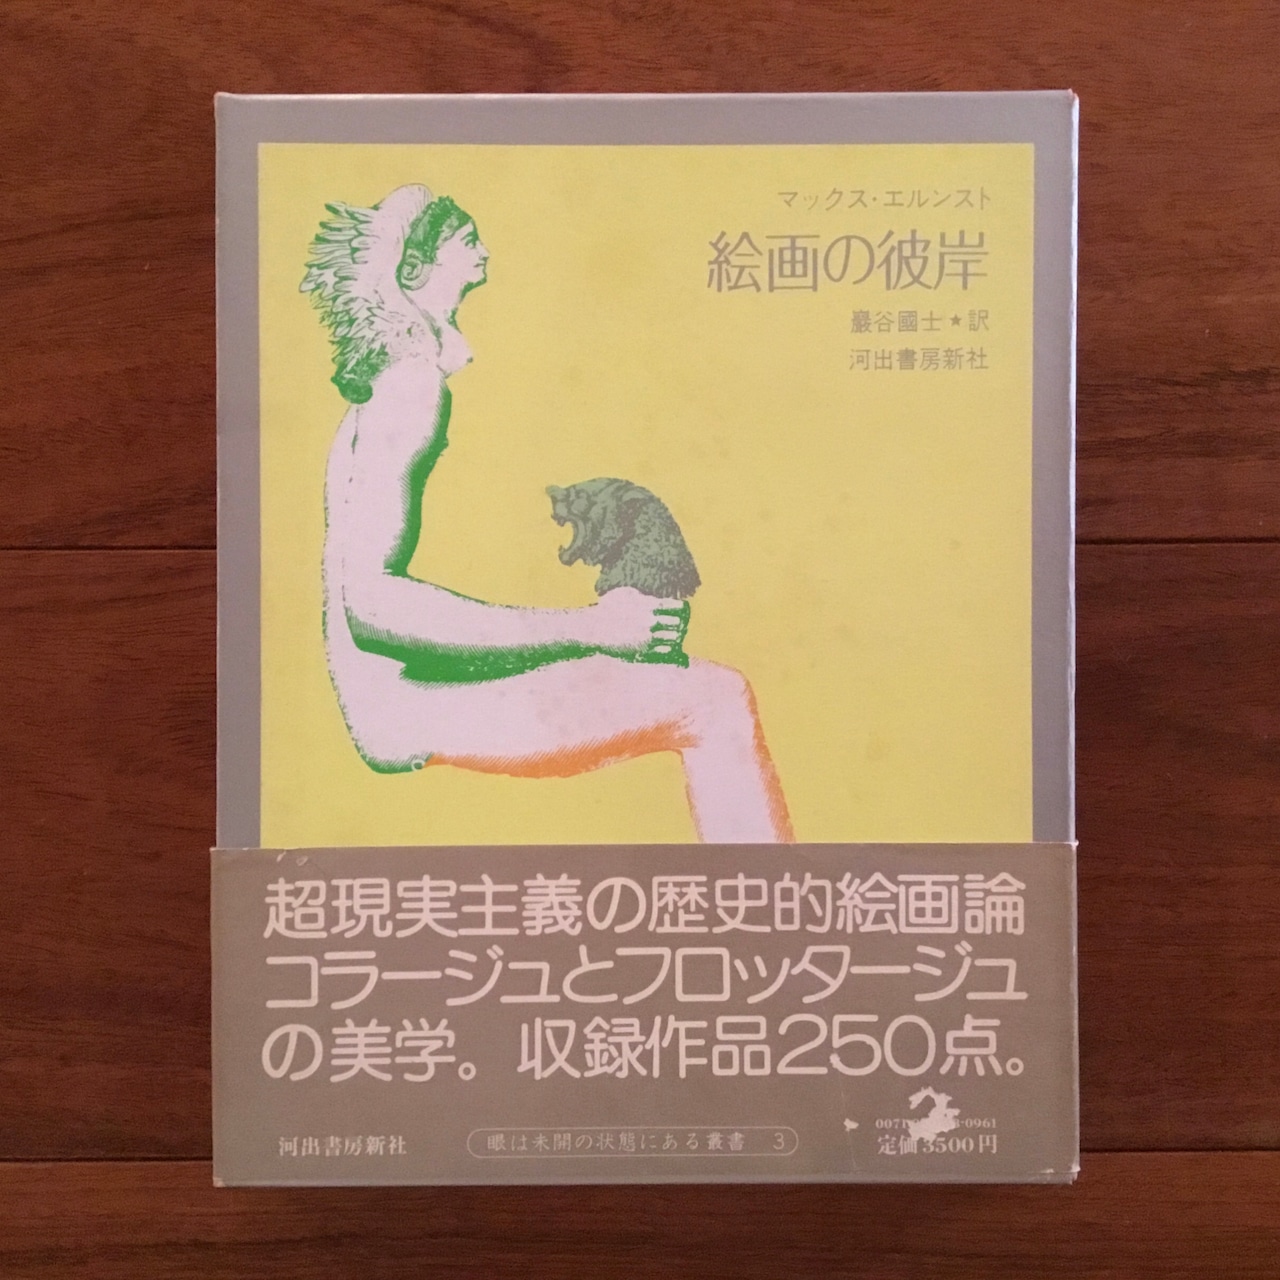 マックス・エルンスト
絵画の彼岸
巖谷國士★訳
河出書房新社
超現実主義の歴史的絵画論
コラージュとフロッタージュ
の美学。収録作品250点。
河出書房新社
眼は未開の状態にある叢書 3
-0961
定価3500円